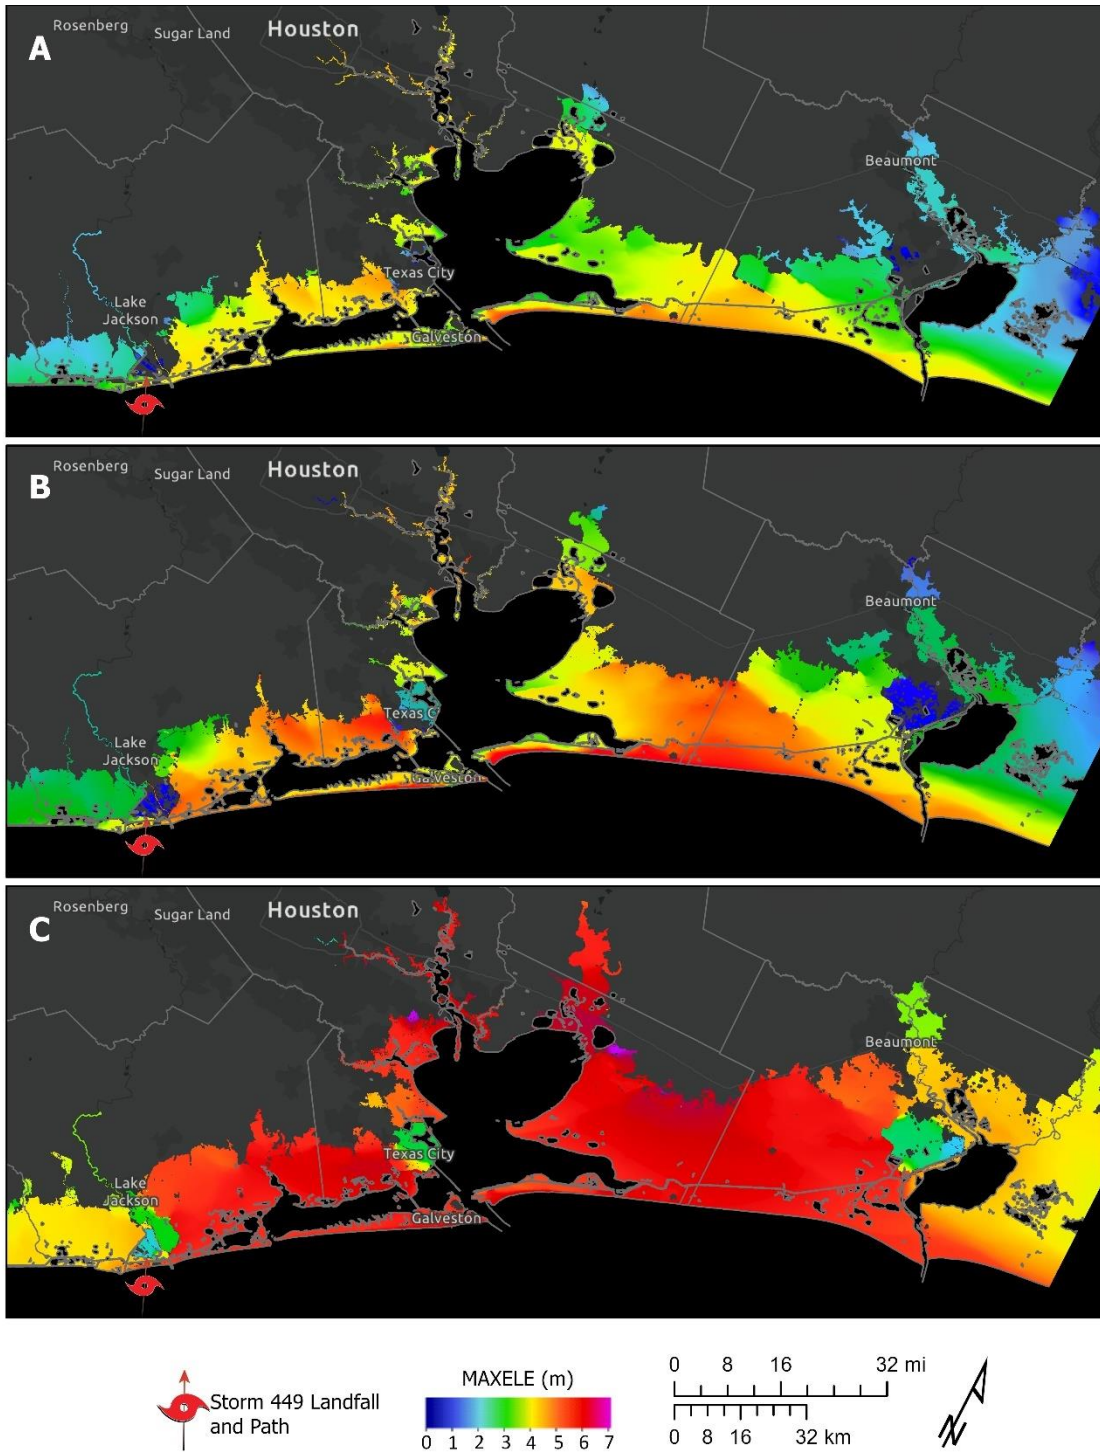 Rosenberg
Sugar Land
Houston
A
Beaumont
Texas City
Lake
Jackson
Galveston
Rosenberg
Sugar Land
Houston
B
Beaumont
Texas C
Lake
Jackson
Galveston
Rosenberg
Sugar Land
Houston
C
Beaumont
Texas City
Lake
Jackson
Galveston
Storm 449 Landfall
and Path
MAXELE (m)
0 1 2 3 4 5 6 7
0 8 16 32 mi
0 8 16 32 km
N